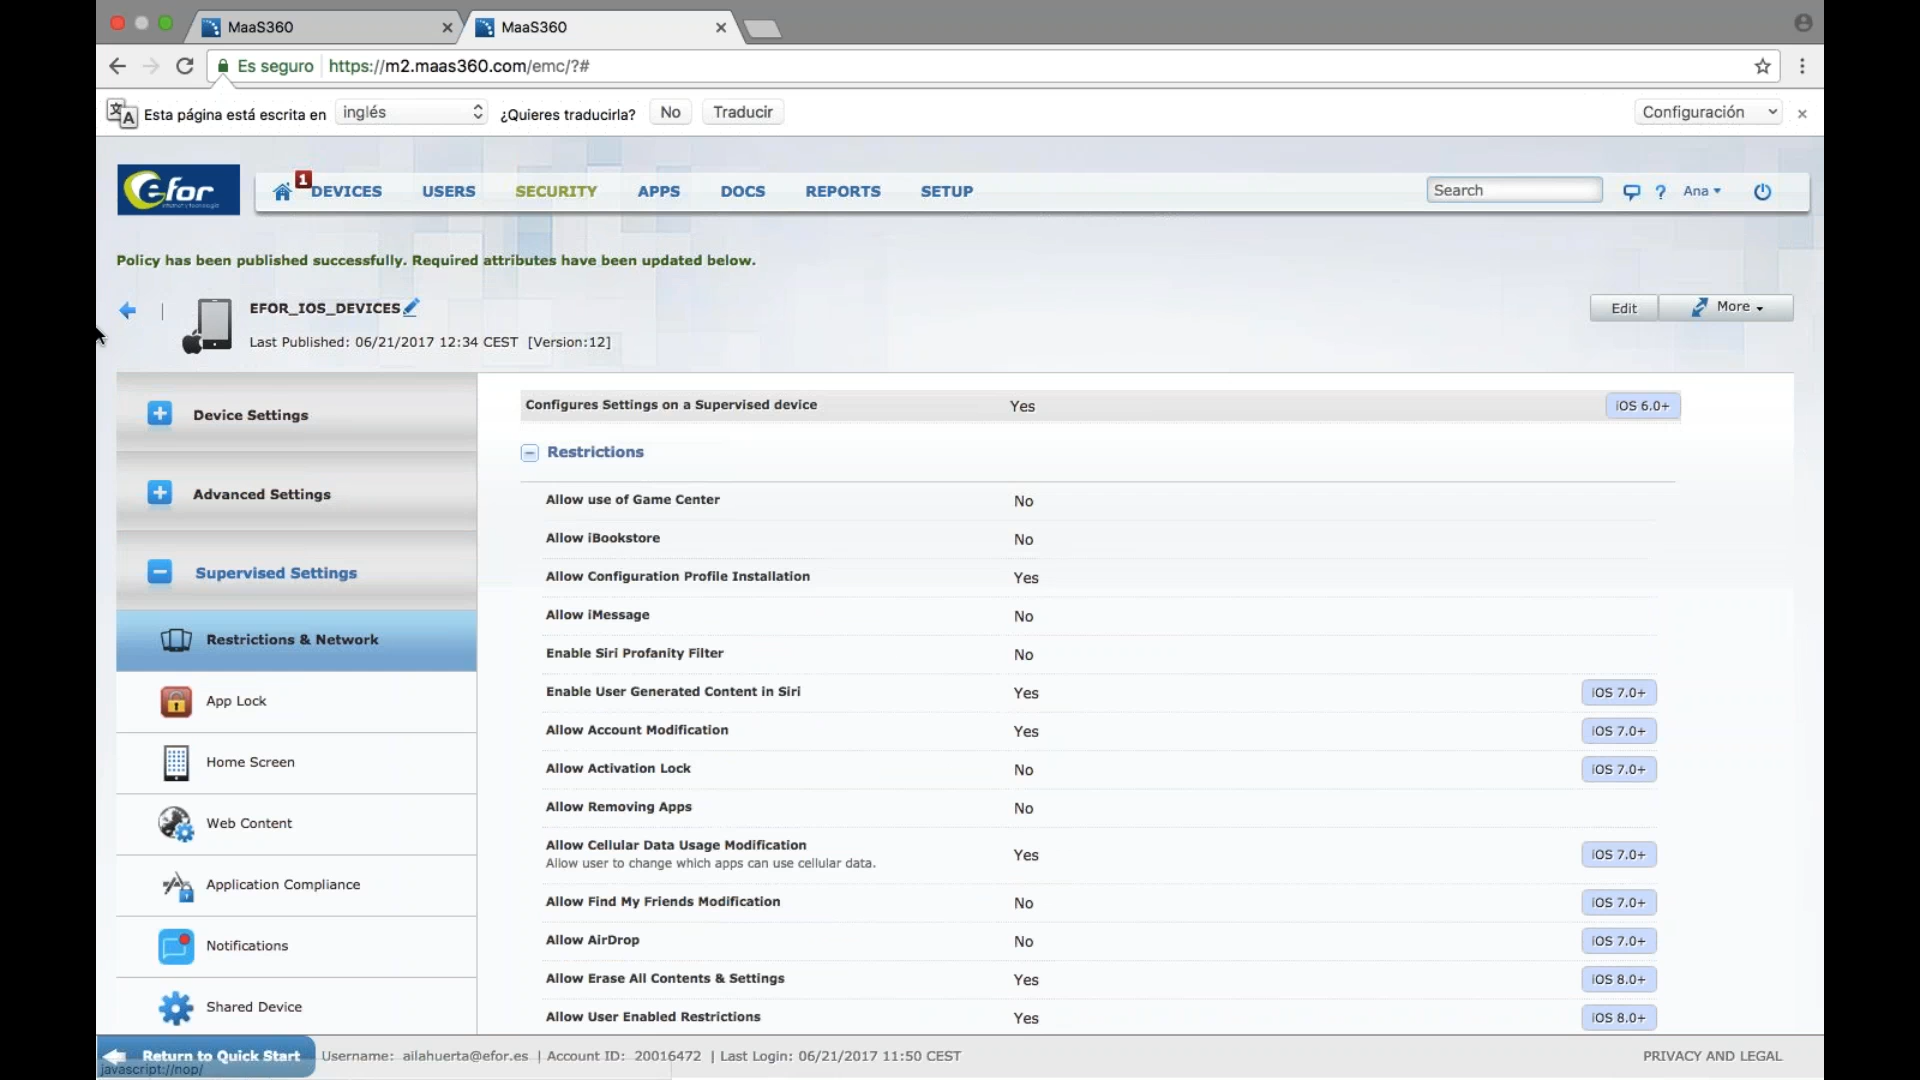 MaaS360
MaaS360
Es seguro https://m2.maas360.com/emc/?#
Esta página está escrita en inglés ¿Quieres traducirla? No Traducir Configuración
efor
1
DEVICES USERS SECURITY APPS DOCS REPORTS SETUP Search ? Ana
Policy has been published successfully. Required attributes have been updated below.
EFOR_IOS_DEVICES
Edit More
Last Published: 06/21/2017 12:34 CEST [Version:12]
Device Settings
Advanced Settings
Supervised Settings
Restrictions & Network
App Lock
Home Screen
Web Content
Application Compliance
Notifications
Shared Device
Configures Settings on a Supervised device Yes iOS 6.0+
Restrictions
Allow use of Game Center No
Allow iBookstore No
Allow Configuration Profile Installation Yes
Allow iMessage No
Enable Siri Profanity Filter No
Enable User Generated Content in Siri Yes iOS 7.0+
Allow Account Modification Yes iOS 7.0+
Allow Activation Lock No iOS 7.0+
Allow Removing Apps No
Allow Cellular Data Usage Modification Yes iOS 7.0+
Allow user to change which apps can use cellular data.
Allow Find My Friends Modification No iOS 7.0+
Allow AirDrop No iOS 7.0+
Allow Erase All Contents & Settings Yes iOS 8.0+
Allow User Enabled Restrictions Yes iOS 8.0+
Return to Quick Start Username: ailahuerta@efor.es | Account ID: 20016472 | Last Login: 06/21/2017 11:50 CEST PRIVACY AND LEGAL
javascript://nop/